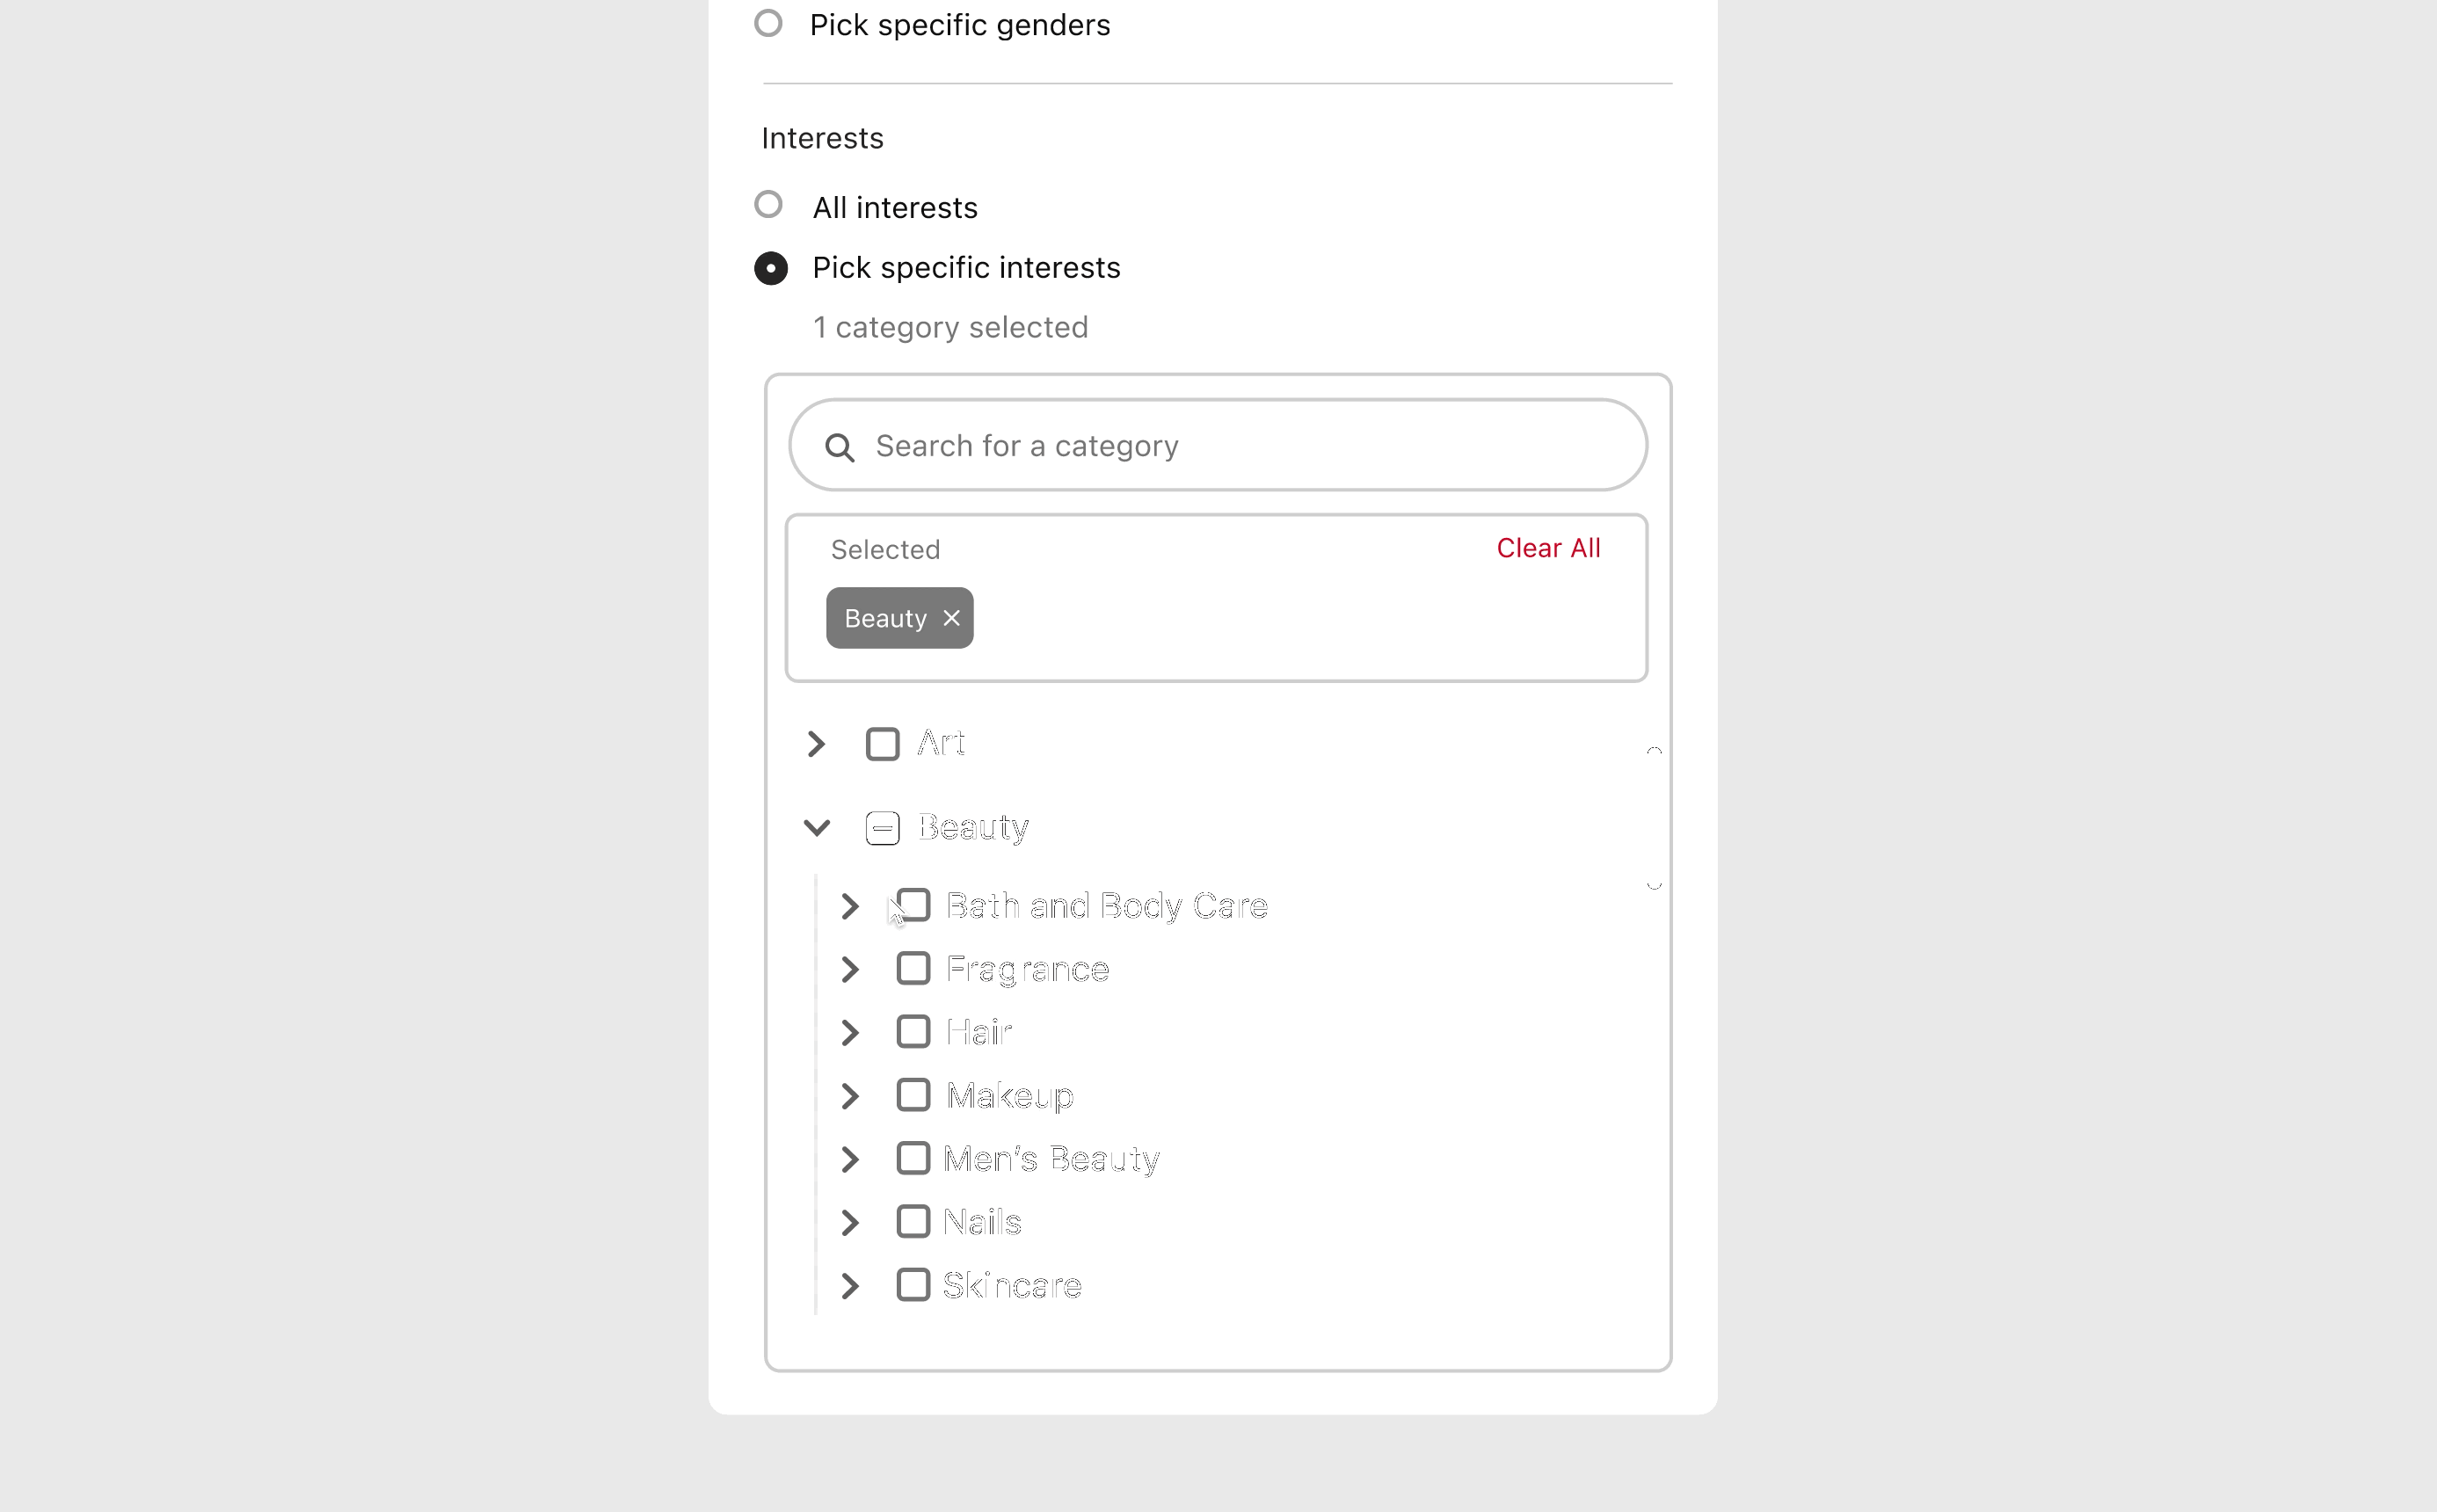 Pick specific genders
Interests
All interests
Pick specific interests
1 category selected
Search for a category
Selected
Clear All
Beauty
Art
Beauty
Bath and Body Care
Fragrance
Hair
Makeup
Men's Beauty
Nails
Skincare